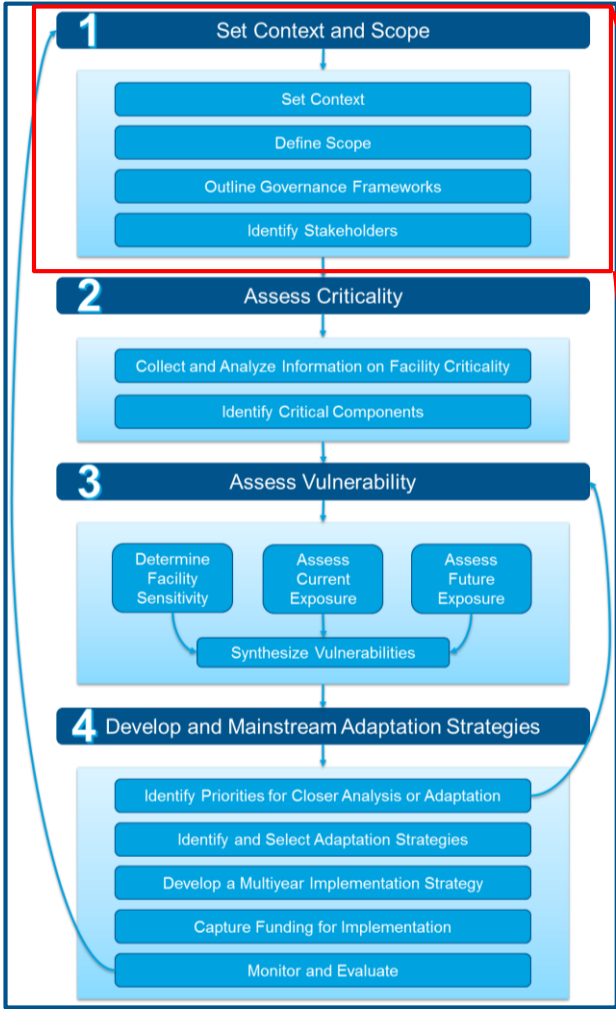 1 Set Context and Scope
Set Context
Define Scope
Outline Governance Frameworks
Identify Stakeholders
2 Assess Criticality
Collect and Analyze Information on Facility Criticality
Identify Critical Components
3 Assess Vulnerability
Determine
Facility
Sensitivity
Assess
Current
Exposure
Assess
Future
Exposure
Synthesize Vulnerabilities
4 Develop and Mainstream Adaptation Strategies
Identify Priorities for Closer Analysis or Adaptation
Identify and Select Adaptation Strategies
Develop a Multiyear Implementation Strategy
Capture Funding for Implementation
Monitor and Evaluate